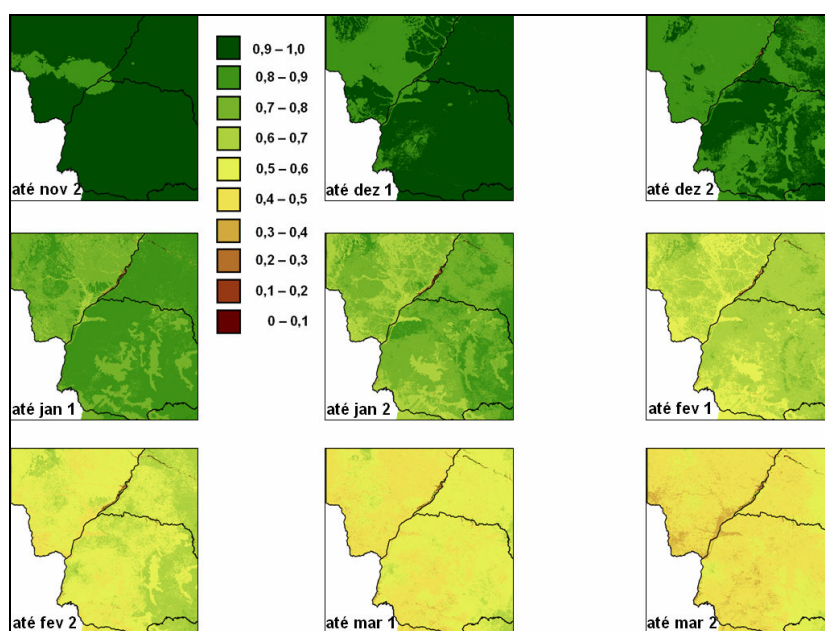 0,9 – 1,0
0,8 – 0,9
0,7 – 0,8
0,6 – 0,7
0,5 – 0,6
0,4 – 0,5
0,3 – 0,4
0,2 – 0,3
0,1 – 0,2
0 – 0,1
até nov 2
até dez 1
até dez 2
até jan 1
até jan 2
até fev 1
até fev 2
até mar 1
até mar 2